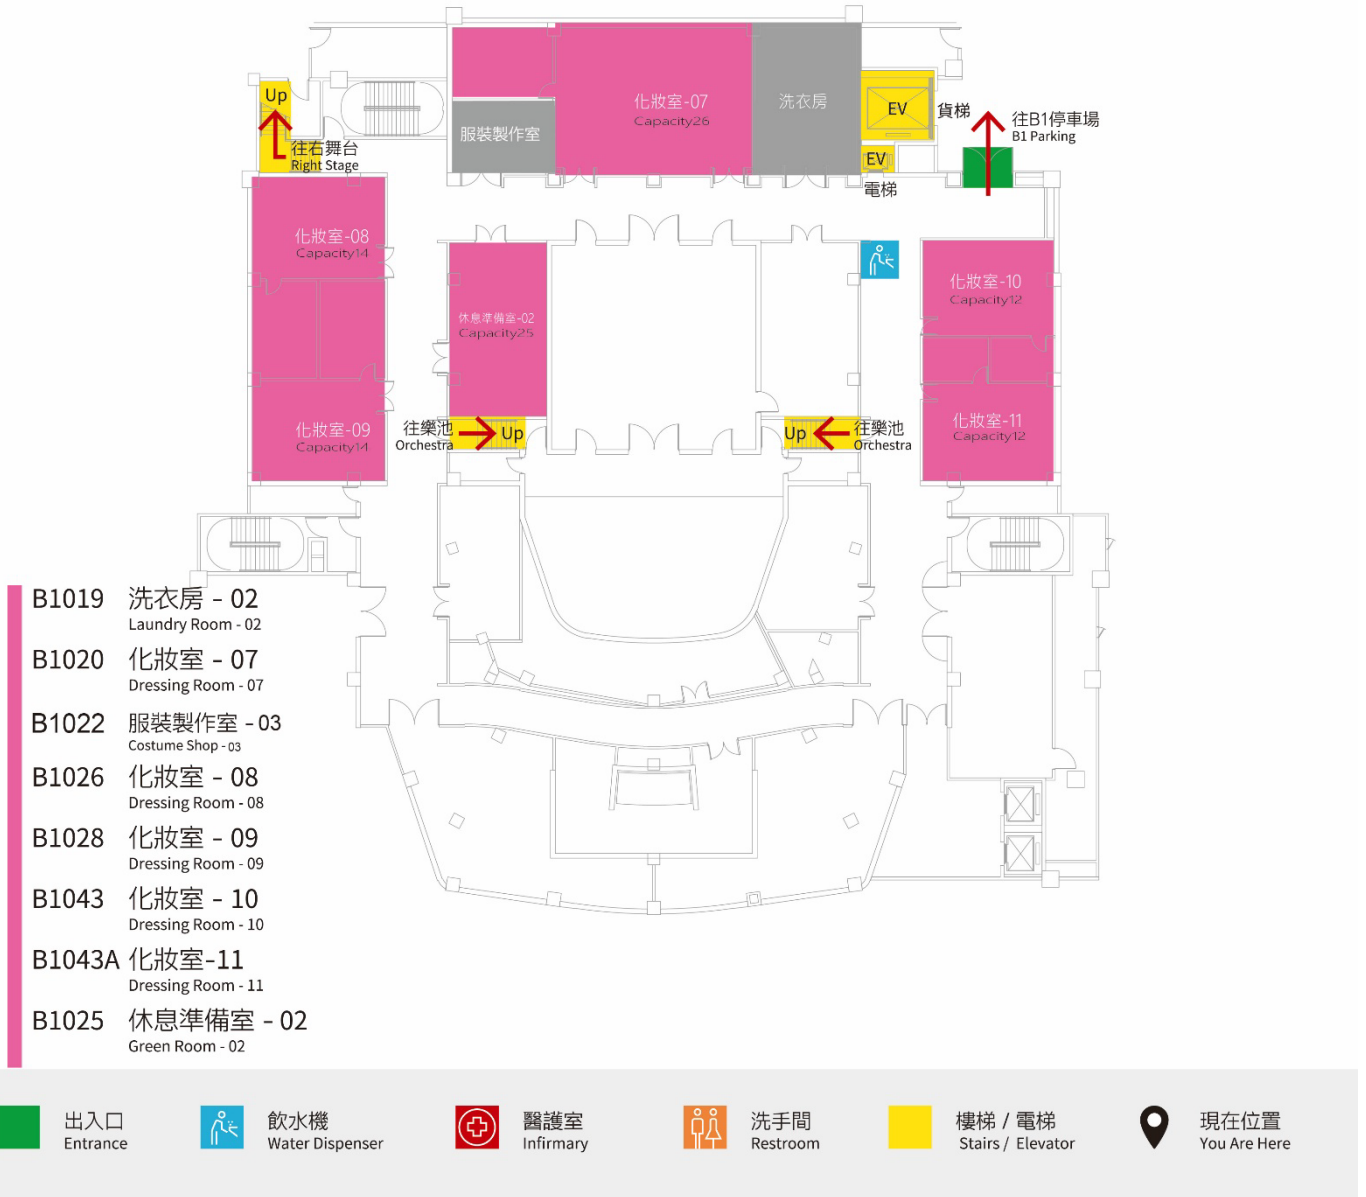 Up
往右舞台
Right Stage
化妝室-07
Capacity26
服裝製作室
洗衣房
EV
貨梯
EV
電梯
往B1停車場
B1 Parking
化妝室-08
Capacity14
休息準備室-02
Capacity25
化妝室-10
Capacity12
化妝室-09
Capacity14
往樂池
Orchestra
Up
Up
往樂池
Orchestra
化妝室-11
Capacity12
B1019 洗衣房 - 02
Laundry Room - 02
B1020 化妝室 - 07
Dressing Room - 07
B1022 服裝製作室 - 03
Costume Shop - 03
B1026 化妝室 - 08
Dressing Room - 08
B1028 化妝室 - 09
Dressing Room - 09
B1043 化妝室 - 10
Dressing Room - 10
B1043A 化妝室-11
Dressing Room - 11
B1025 休息準備室 - 02
Green Room - 02
出入口
Entrance
飲水機
Water Dispenser
醫護室
Infirmary
洗手間
Restroom
樓梯 / 電梯
Stairs / Elevator
現在位置
You Are Here